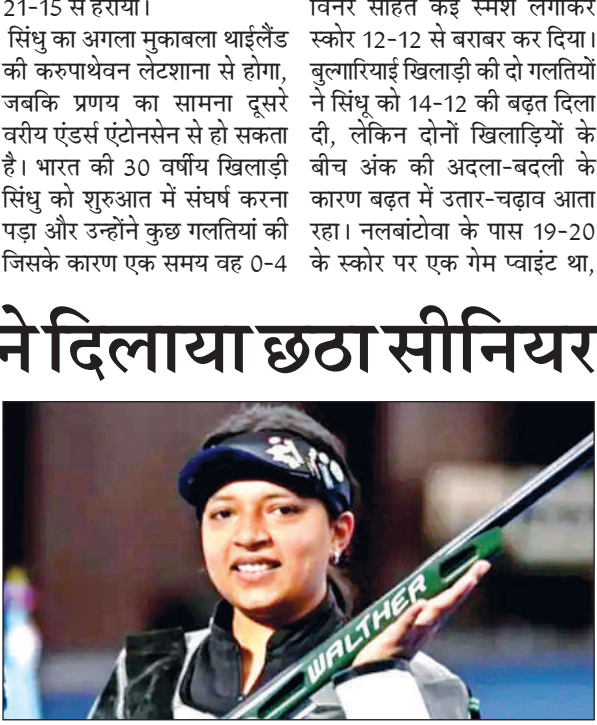 21-15 से हराया।
सिंधु का अगला मुकाबला थाईलैंड
की करुपाथेवन लेटशाना से होगा,
जबकि प्रणय का सामना दूसरे
वरीय एंडर्स एंटोनसेन से हो सकता
है। भारत की 30 वर्षीय खिलाड़ी
सिंधु को शुरुआत में संघर्ष करना
पड़ा और उन्होंने कुछ गलतियां की
जिसके कारण एक समय वह 0-4
विनर सहित कई स्मैश लगाकर
स्कोर 12-12 से बराबर कर दिया।
बुल्गारियाई खिलाड़ी की दो गलतियों
ने सिंधू को 14-12 की बढ़त दिला
दी, लेकिन दोनों खिलाड़ियों के
बीच अंक की अदला-बदली के
कारण बढ़त में उतार-चढ़ाव आता
रहा। नलबांटोवा के पास 19-20
के स्कोर पर एक गेम प्वाइंट था,
ने दिलाया छठा सीनियर
WALTHER